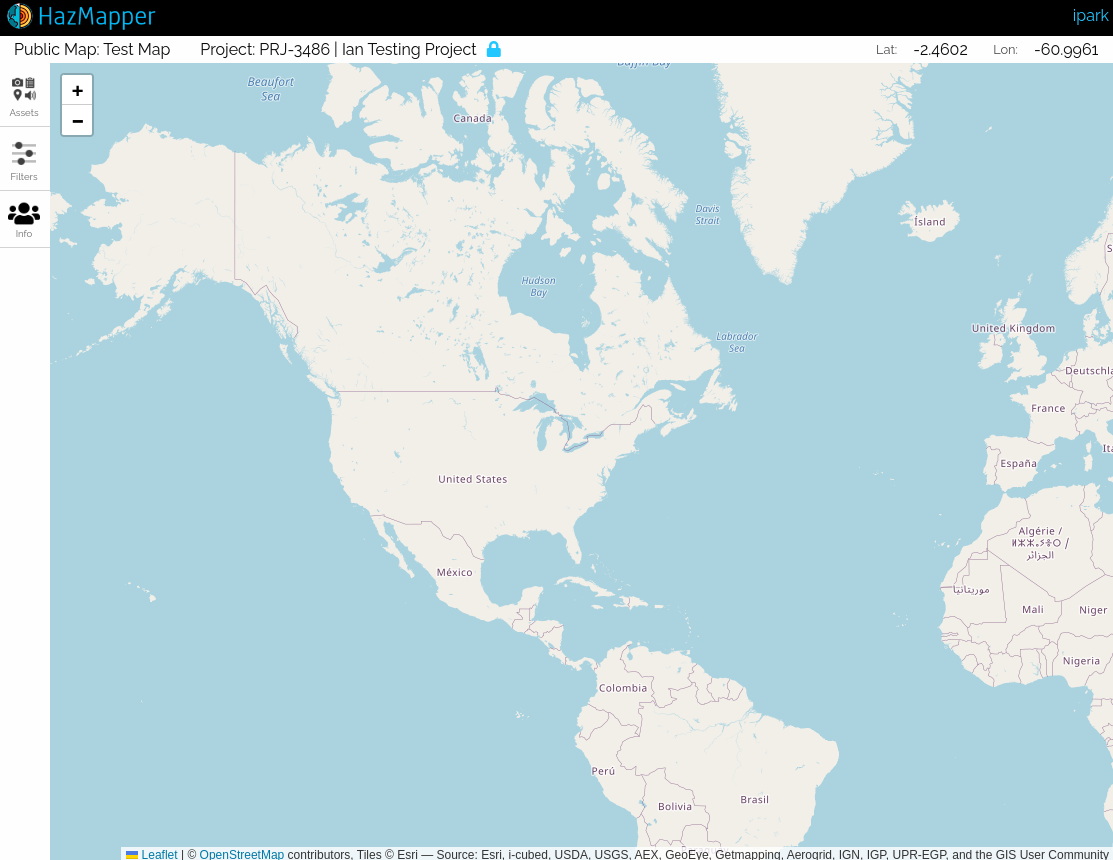 HazMapper
ipark
Public Map: Test Map
Project: PRJ-3486 | Ian Testing Project
Lat: -2.4602
Lon: -60.9961
Assets
Filters
Info
+
−
Baffin Bay
Beaufort
Sea
Canada
Davis
Strait
Ísland
Hudson
Bay
United Kingdom
Labrador
Sea
Deutschla
France
España
Ita
United States
Algérie /
الجزائر
México
موريتانيا
Mali
Niger
Nigeria
Colombia
Perú
Brasil
Bolivia
Leaflet | © OpenStreetMap contributors, Tiles © Esri — Source: Esri, i-cubed, USDA, USGS, AEX, GeoEye, Getmapping, Aerogrid, IGN, IGP, UPR-EGP, and the GIS User Community